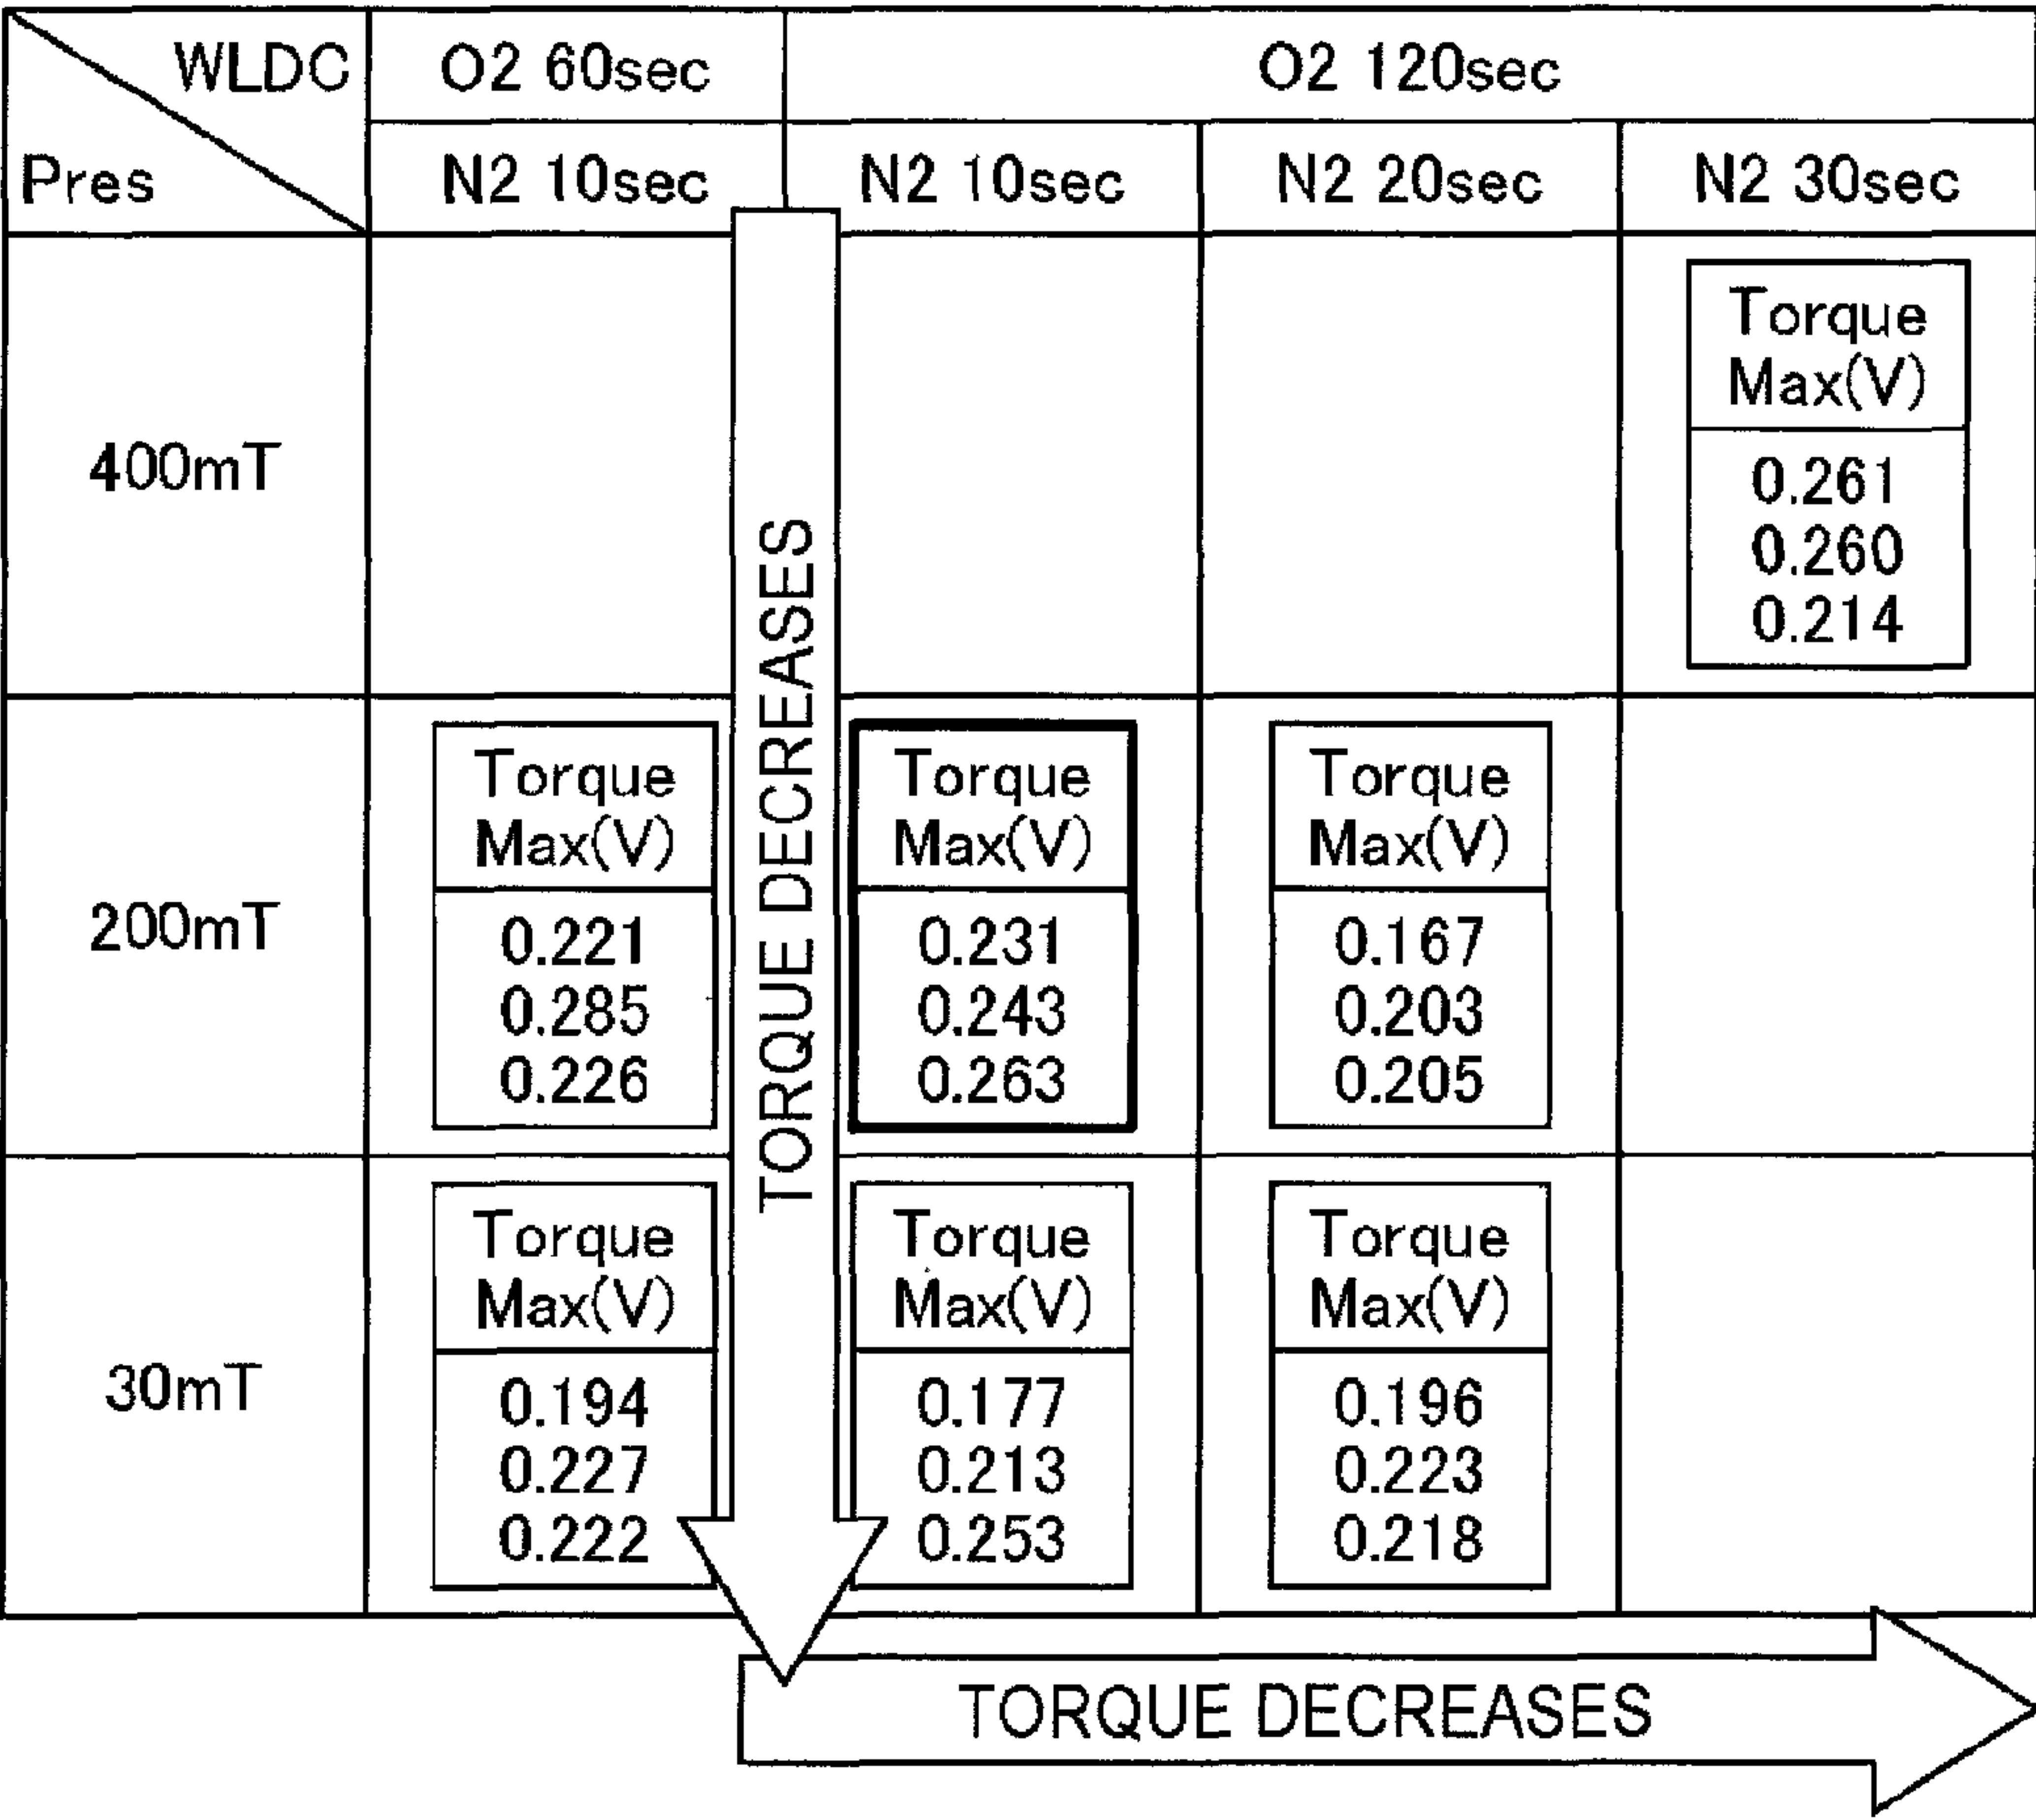 WLDC
O2 60sec
O2 120sec
Pres
N2 10sec
N2 10sec
N2 20sec
N2 30sec
400mT
Torque
Max(V)
0.261
0.260
0.214
200mT
Torque
Max(V)
0.221
0.285
0.226
Torque
Max(V)
0.231
0.243
0.263
Torque
Max(V)
0.167
0.203
0.205
30mT
Torque
Max(V)
0.194
0.227
0.222
Torque
Max(V)
0.177
0.213
0.253
Torque
Max(V)
0.196
0.223
0.218
TORQUE DECREASES
TORQUE DECREASES